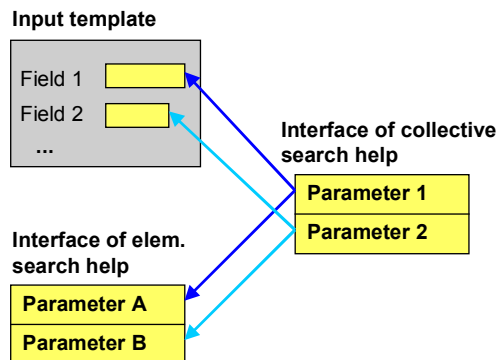 Input template
Field 1
Field 2
...
Interface of collective
search help
Parameter 1
Parameter 2
Interface of elem.
search help
Parameter A
Parameter B